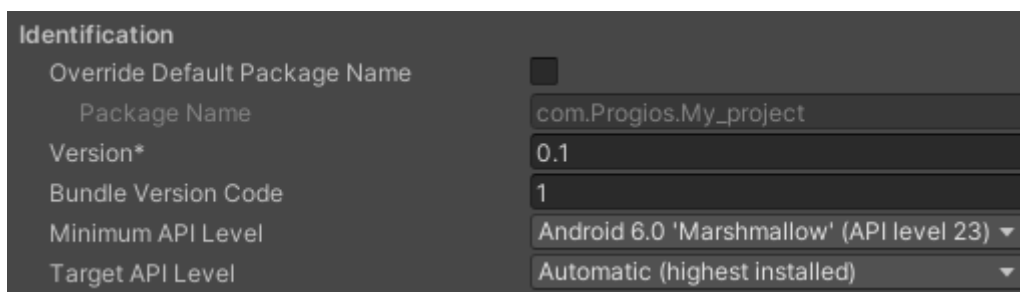 Identification
Override Default Package Name
Package Name com.Progios.My_project
Version* 0.1
Bundle Version Code 1
Minimum API Level Android 6.0 'Marshmallow' (API level 23)
Target API Level Automatic (highest installed)